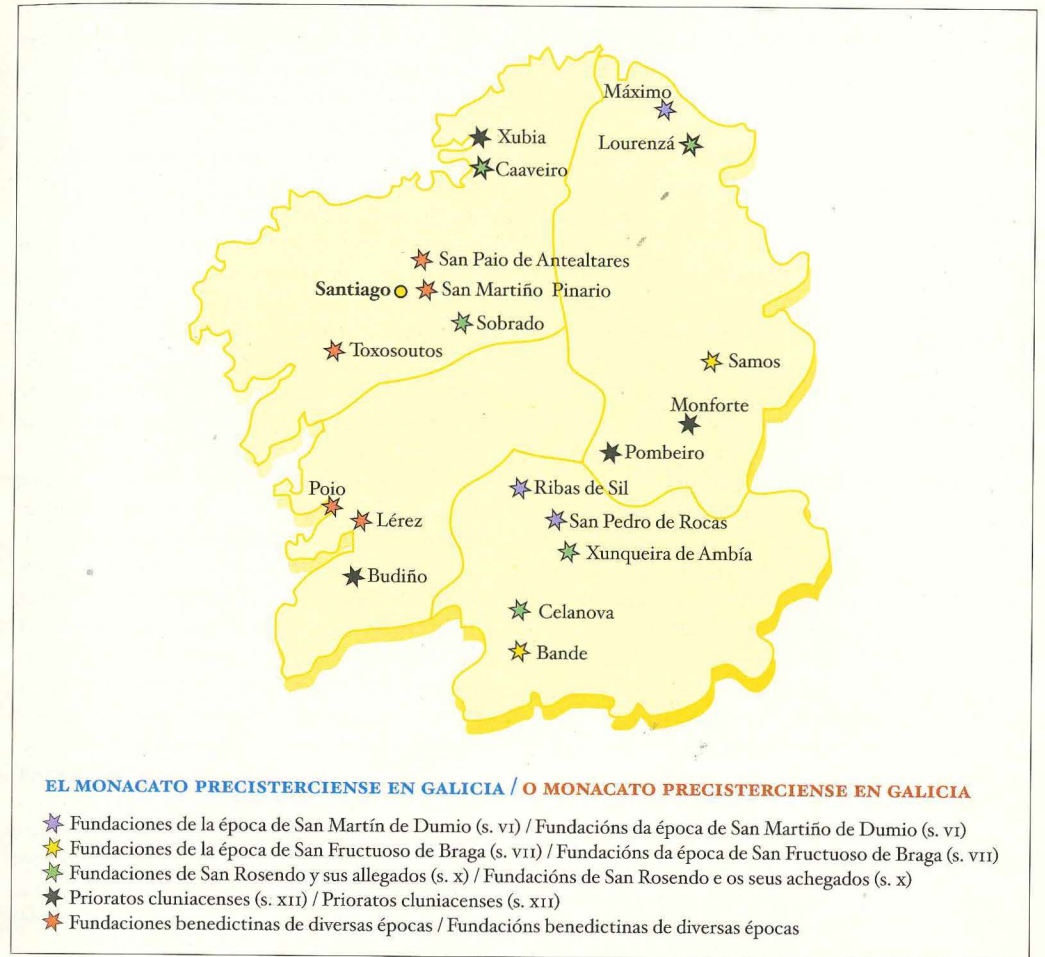 Máximo
Xubia
Lourenzá
Caaveiro
San Paio de Antealtares
Santiago
San Martiño Pinario
Sobrado
Toxosoutos
Samos
Monforte
Pombeiro
Poio
Ribas de Sil
Lérez
San Pedro de Rocas
Xunqueira de Ambía
Budiño
Celanova
Bande
EL MONACATO PRECISTERCIENSE EN GALICIA / O MONACATO PRECISTERCIENSE EN GALICIA
Fundaciones de la época de San Martín de Dumio (s. VI) / Fundacións da época de San Martiño de Dumio (s. VI)
Fundaciones de la época de San Fructuoso de Braga (s. VII) / Fundacións da época de San Fructuoso de Braga (s. VII)
Fundaciones de San Rosendo y sus allegados (s. X) / Fundacións de San Rosendo e os seus achegados (s. X)
Prioratos cluniacenses (s. XII) / Prioratos cluniacenses (s. XII)
Fundaciones benedictinas de diversas épocas / Fundacións benedictinas de diversas épocas